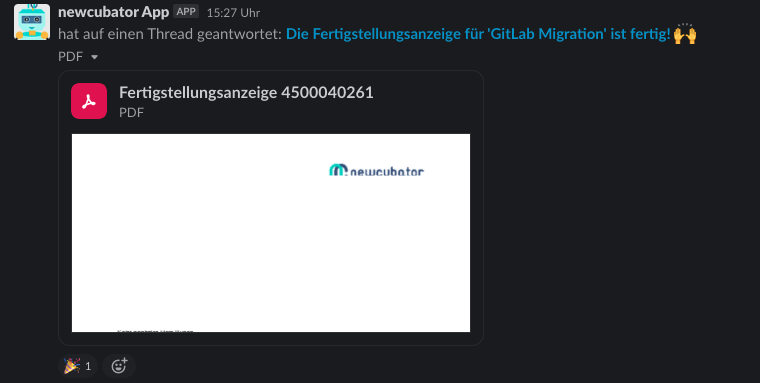 newcubator App APP 15:27 Uhr
hat auf einen Thread geantwortet: Die Fertigstellungsanzeige für 'GitLab Migration' ist fertig!
PDF
Fertigstellungsanzeige 4500040261
PDF
newcubator
1